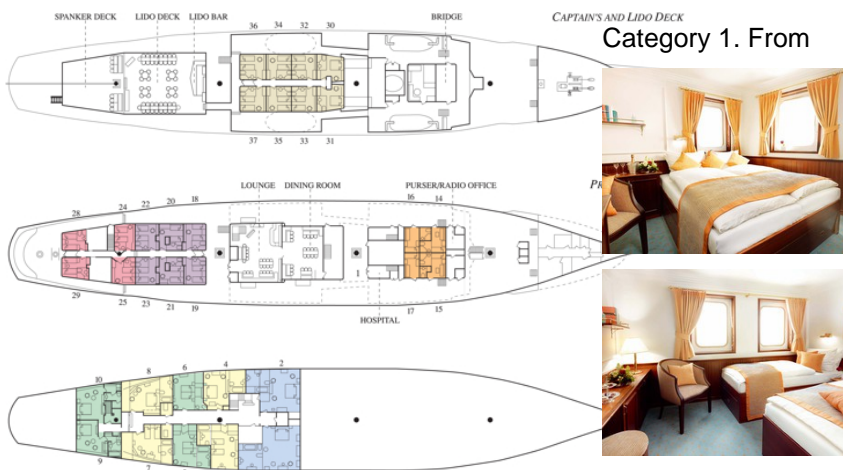 SPANKER DECK LIDO DECK LIDO BAR BRIDGE CAPTAIN'S AND LIDO DECK
Category 1. From
36 34 32 30
37 35 33 31
LOUNGE DINING ROOM PURSER/RADIO OFFICE
28 24 22 20 18 16 14
1
29 25 23 21 19 17 15
HOSPITAL
10 8 6 4 2
9